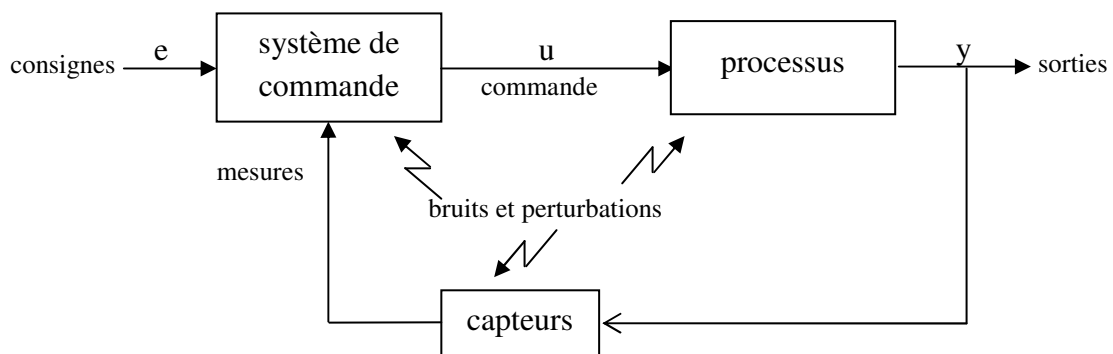 consignes
e
système de
commande
u
commande
processus
y
sorties
mesures
bruits et perturbations
capteurs